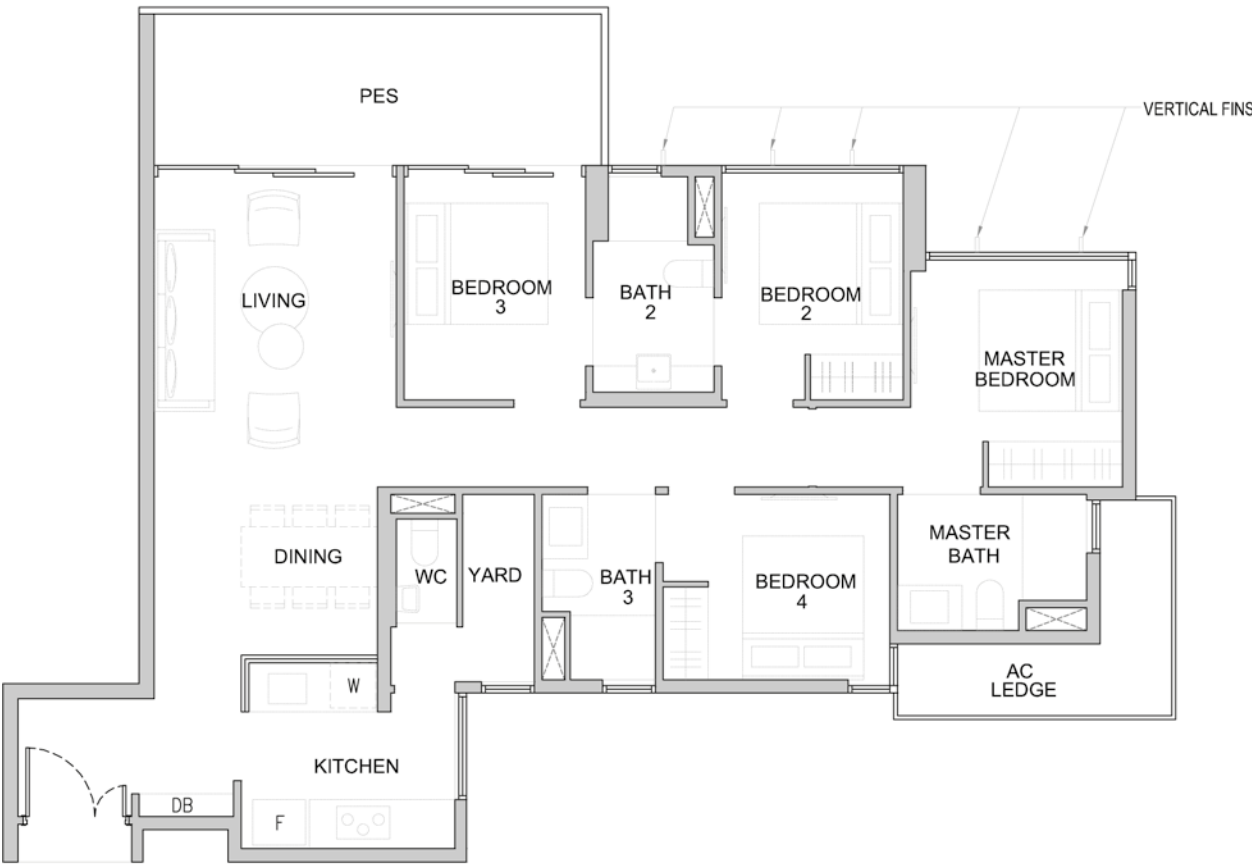 PES
VERTICAL FINS
LIVING
BEDROOM
3
BATH
2
BEDROOM
2
MASTER
BEDROOM
DINING
WC
YARD
BATH
3
BEDROOM
4
MASTER
BATH
W
AC
LEDGE
KITCHEN
DB
F